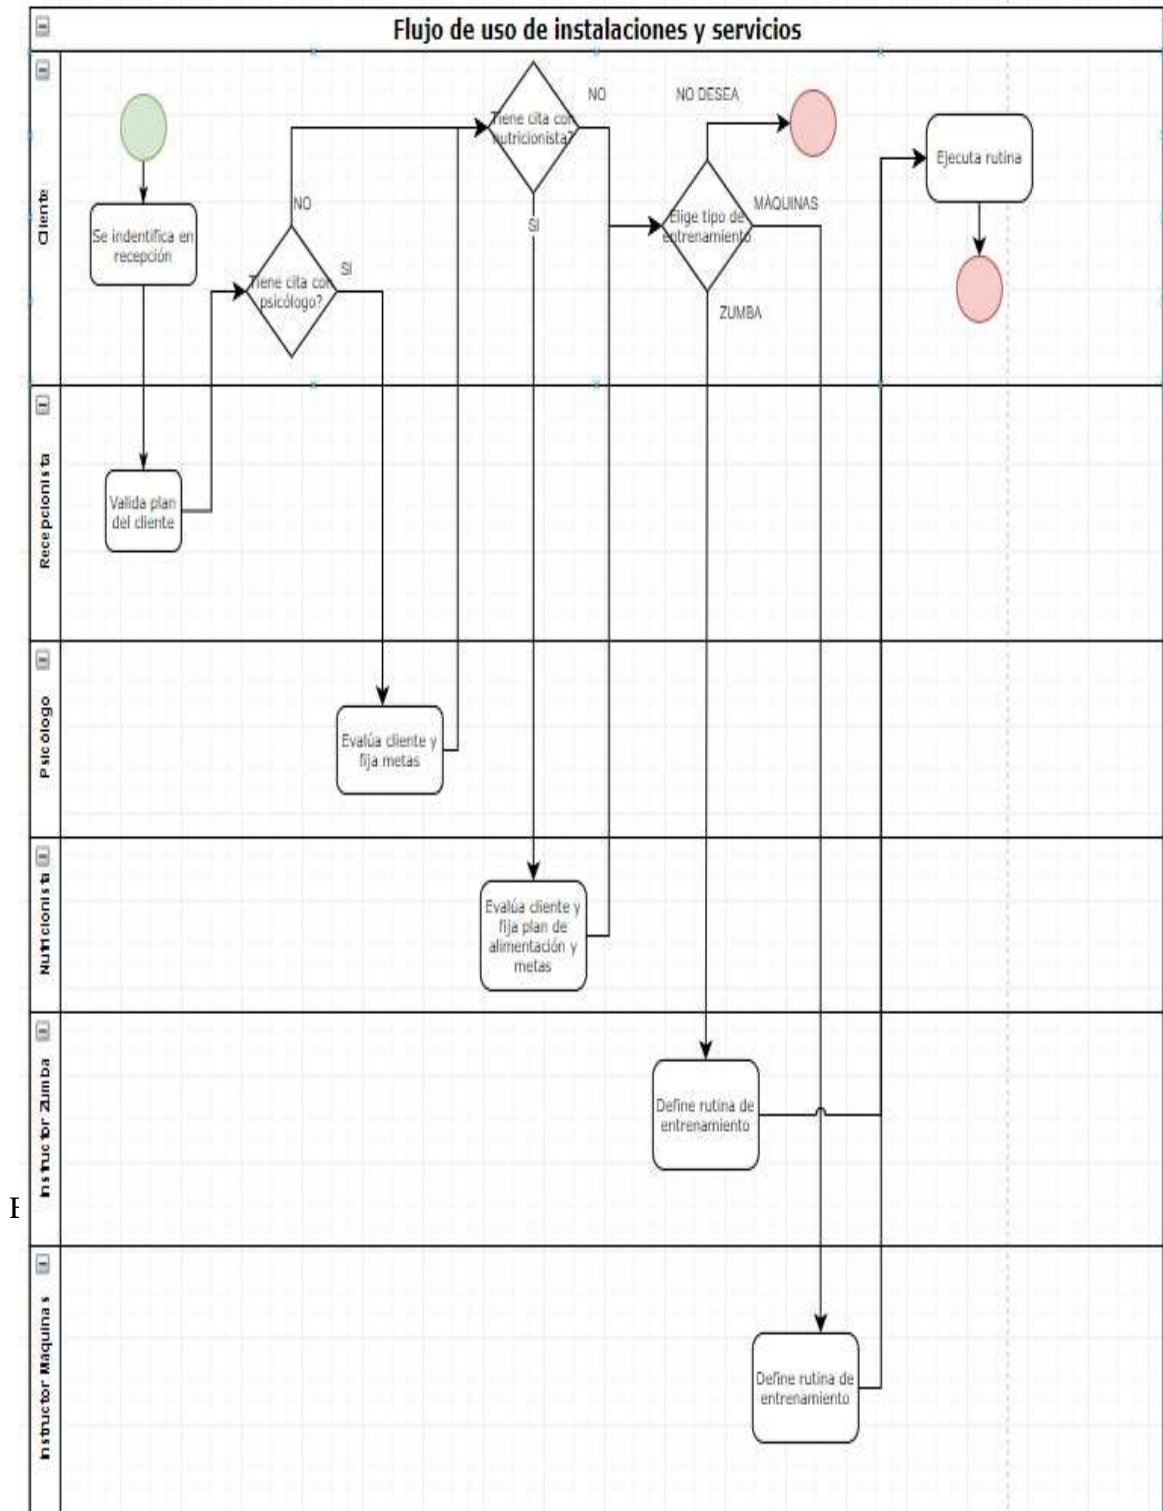 Flujo de uso de instalaciones y servicios
Cliente
Se indentifica en
recepción
NO
Tiene cita con
psicólogo?
SI
Tiene cita con
nutricionista?
NO
SI
NO DESEA
Elige tipo de
entrenamiento
MÁQUINAS
ZUMBA
Ejecuta rutina
Recepcionista
Valida plan
del cliente
Psicólogo
Evalúa cliente y
fija metas
Nutricionista
Evalúa cliente y
fija plan de
alimentación y
metas
Instructor Zumba
Define rutina de
entrenamiento
Instructor Máquinas
Define rutina de
entrenamiento